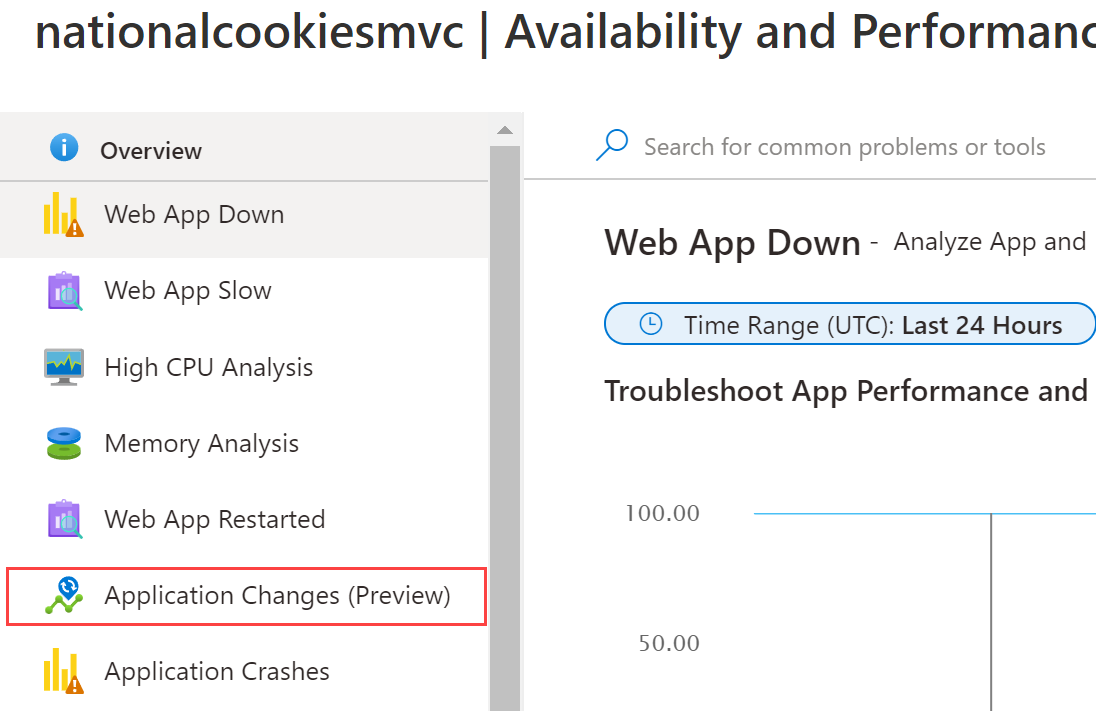 nationalcookiesmvc | Availability and Performanc
Overview
Web App Down
Web App Slow
High CPU Analysis
Memory Analysis
Web App Restarted
Application Changes (Preview)
Application Crashes
Search for common problems or tools
Web App Down - Analyze App and
Time Range (UTC): Last 24 Hours
Troubleshoot App Performance and
100.00
50.00